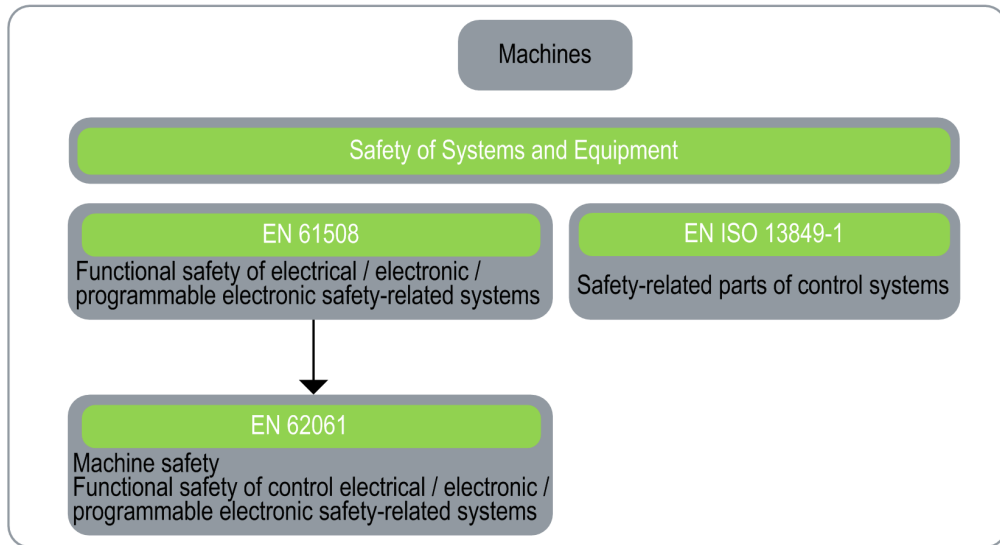 Machines
Safety of Systems and Equipment
EN 61508
Functional safety of electrical / electronic /
programmable electronic safety-related systems
EN ISO 13849-1
Safety-related parts of control systems
EN 62061
Machine safety
Functional safety of control electrical / electronic /
programmable electronic safety-related systems